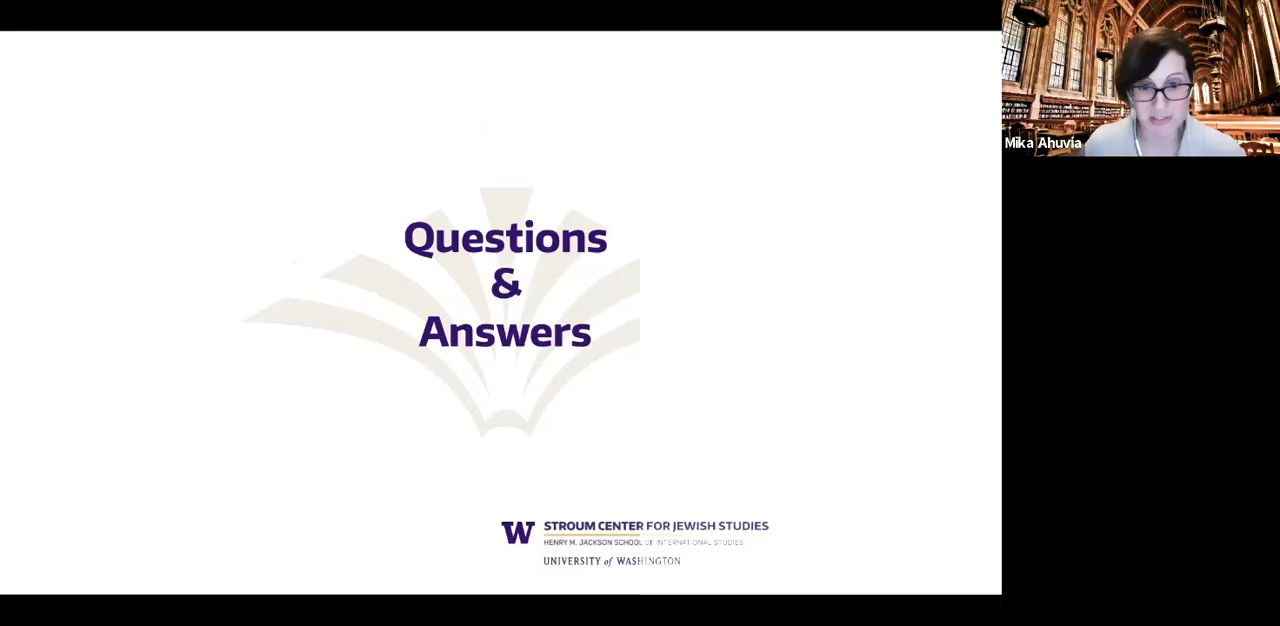 Questions
&
Answers
W
STROUM CENTER FOR JEWISH STUDIES
HENRY M. JACKSON SCHOOL OF INTERNATIONAL STUDIES
UNIVERSITY of WASHINGTON
Mika Ahuvia